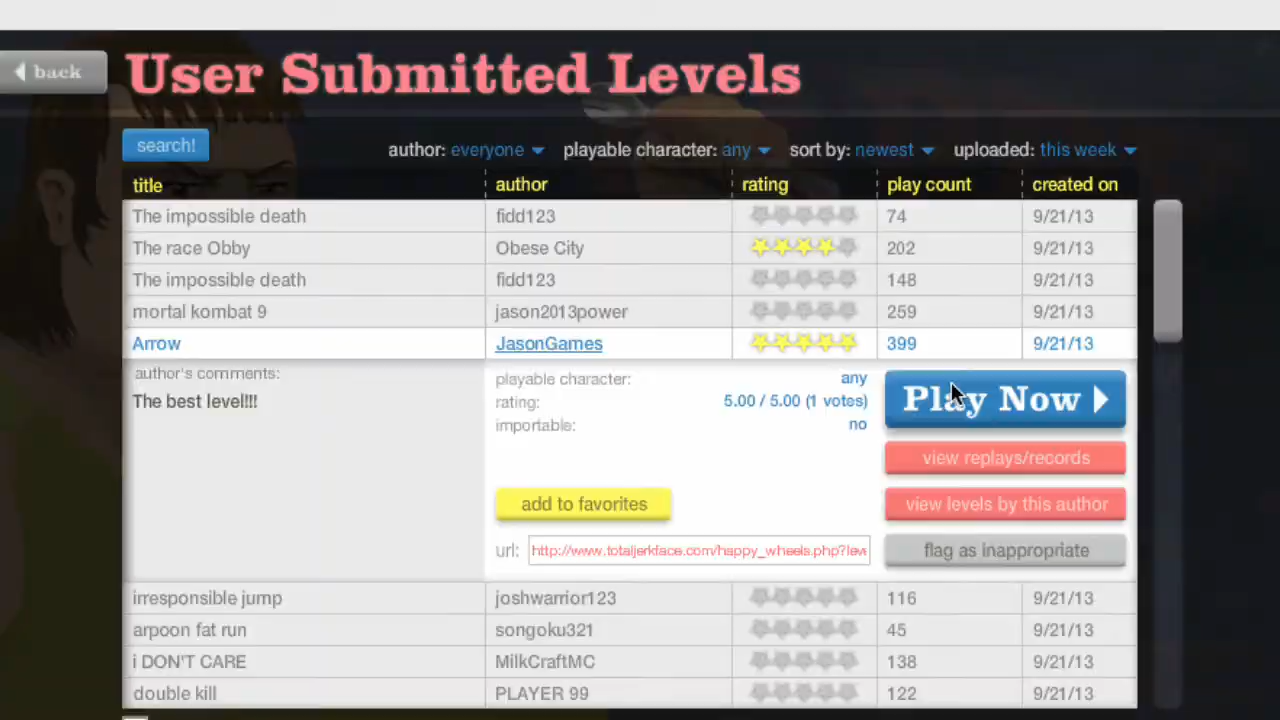 back
User Submitted Levels
search!
author: everyone playable character: any sort by: newest uploaded: this week
title author rating play count created on
The impossible death fidd123 74 9/21/13
The race Obby Obese City 202 9/21/13
The impossible death fidd123 148 9/21/13
mortal kombat 9 jason2013power 259 9/21/13
Arrow JasonGames 399 9/21/13
author's comments:
The best level!!!
playable character: any
rating: 5.00 / 5.00 (1 votes)
importable: no
add to favorites
url: http://www.totaljerkface.com/happy_wheels.php?lev
Play Now
view replays/records
view levels by this author
flag as inappropriate
irresponsible jump joshwarrior123 116 9/21/13
arpoon fat run songoku321 45 9/21/13
i DON'T CARE MilkCraftMC 138 9/21/13
double kill PLAYER 99 122 9/21/13